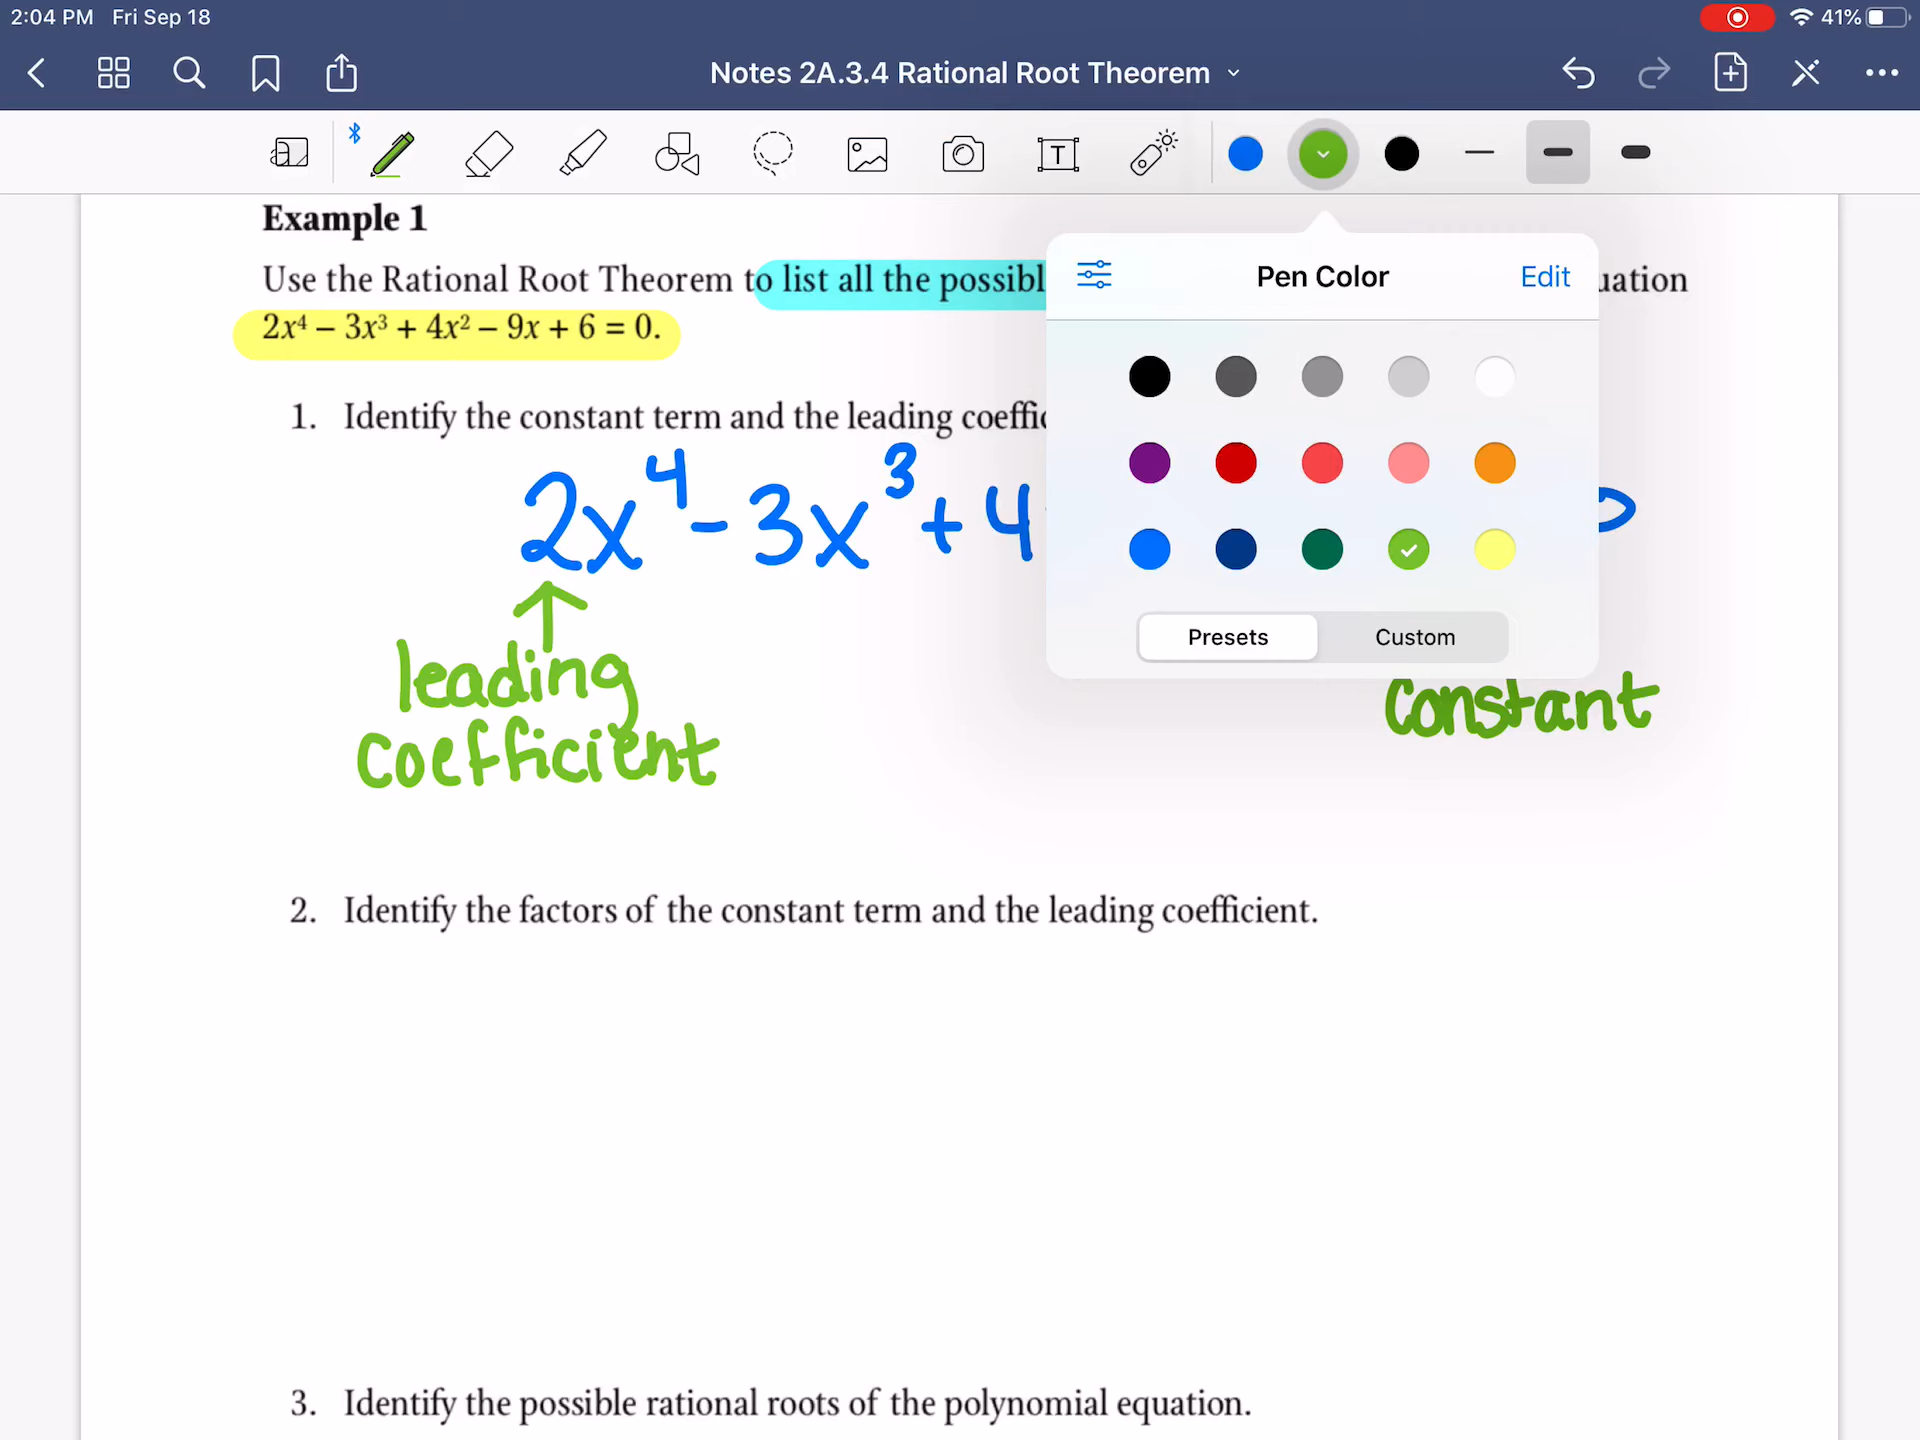 2:04 PM Fri Sep 18
41%
Notes 2A.3.4 Rational Root Theorem
Example 1
Use the Rational Root Theorem to list all the possibl
uation
2x⁴ – 3x³ + 4x² – 9x + 6 = 0.
Pen Color
Edit
1. Identify the constant term and the leading coeffic
2x⁴ - 3x³ + 4
leading
coefficient
Presets
Custom
Constant
2. Identify the factors of the constant term and the leading coefficient.
3. Identify the possible rational roots of the polynomial equation.